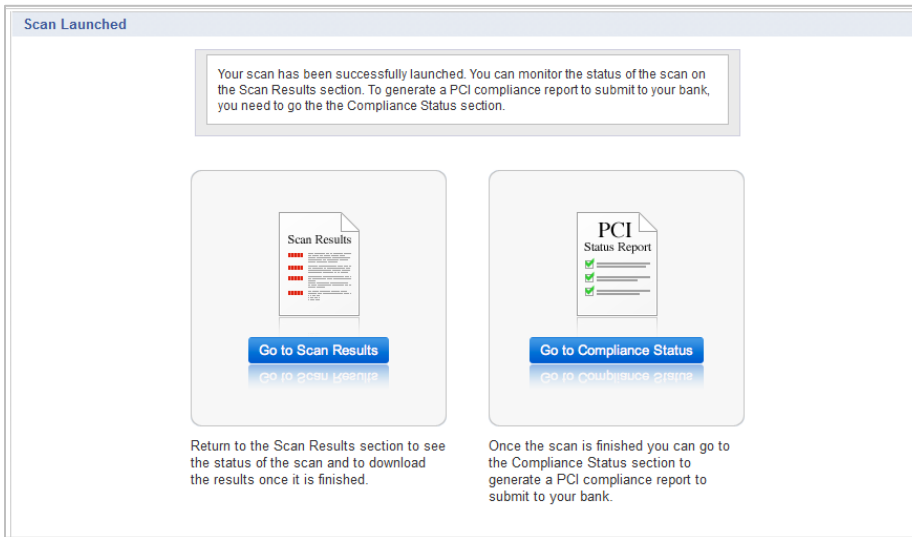 Scan Launched
Your scan has been successfully launched. You can monitor the status of the scan on
the Scan Results section. To generate a PCI compliance report to submit to your bank,
you need to go the the Compliance Status section.
Scan Results
Go to Scan Results
Return to the Scan Results section to see
the status of the scan and to download
the results once it is finished.
PCI
Status Report
Go to Compliance Status
Once the scan is finished you can go to
the Compliance Status section to
generate a PCI compliance report to
submit to your bank.